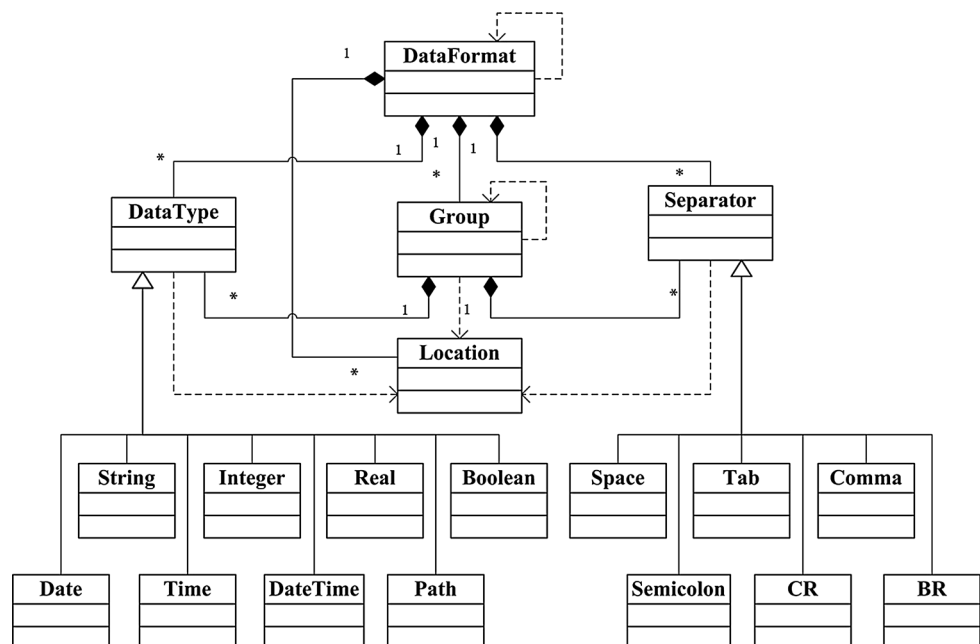 1
DataFormat
1
1
1
*
*
*
DataType
Group
Separator
*
1
1
*
Location
*
String
Integer
Real
Boolean
Space
Tab
Comma
Date
Time
DateTime
Path
Semicolon
CR
BR